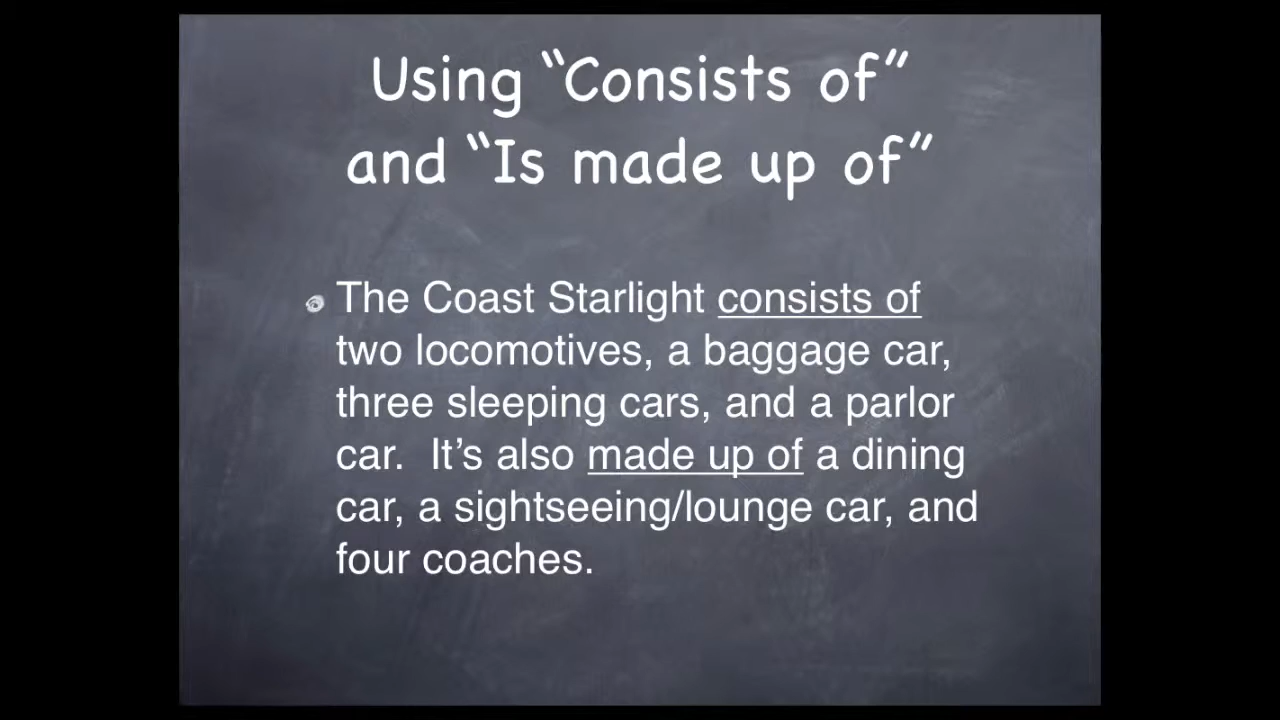 Using “Consists of”
and “Is made up of”
The Coast Starlight consists of
two locomotives, a baggage car,
three sleeping cars, and a parlor
car.  It’s also made up of a dining
car, a sightseeing/lounge car, and
four coaches.